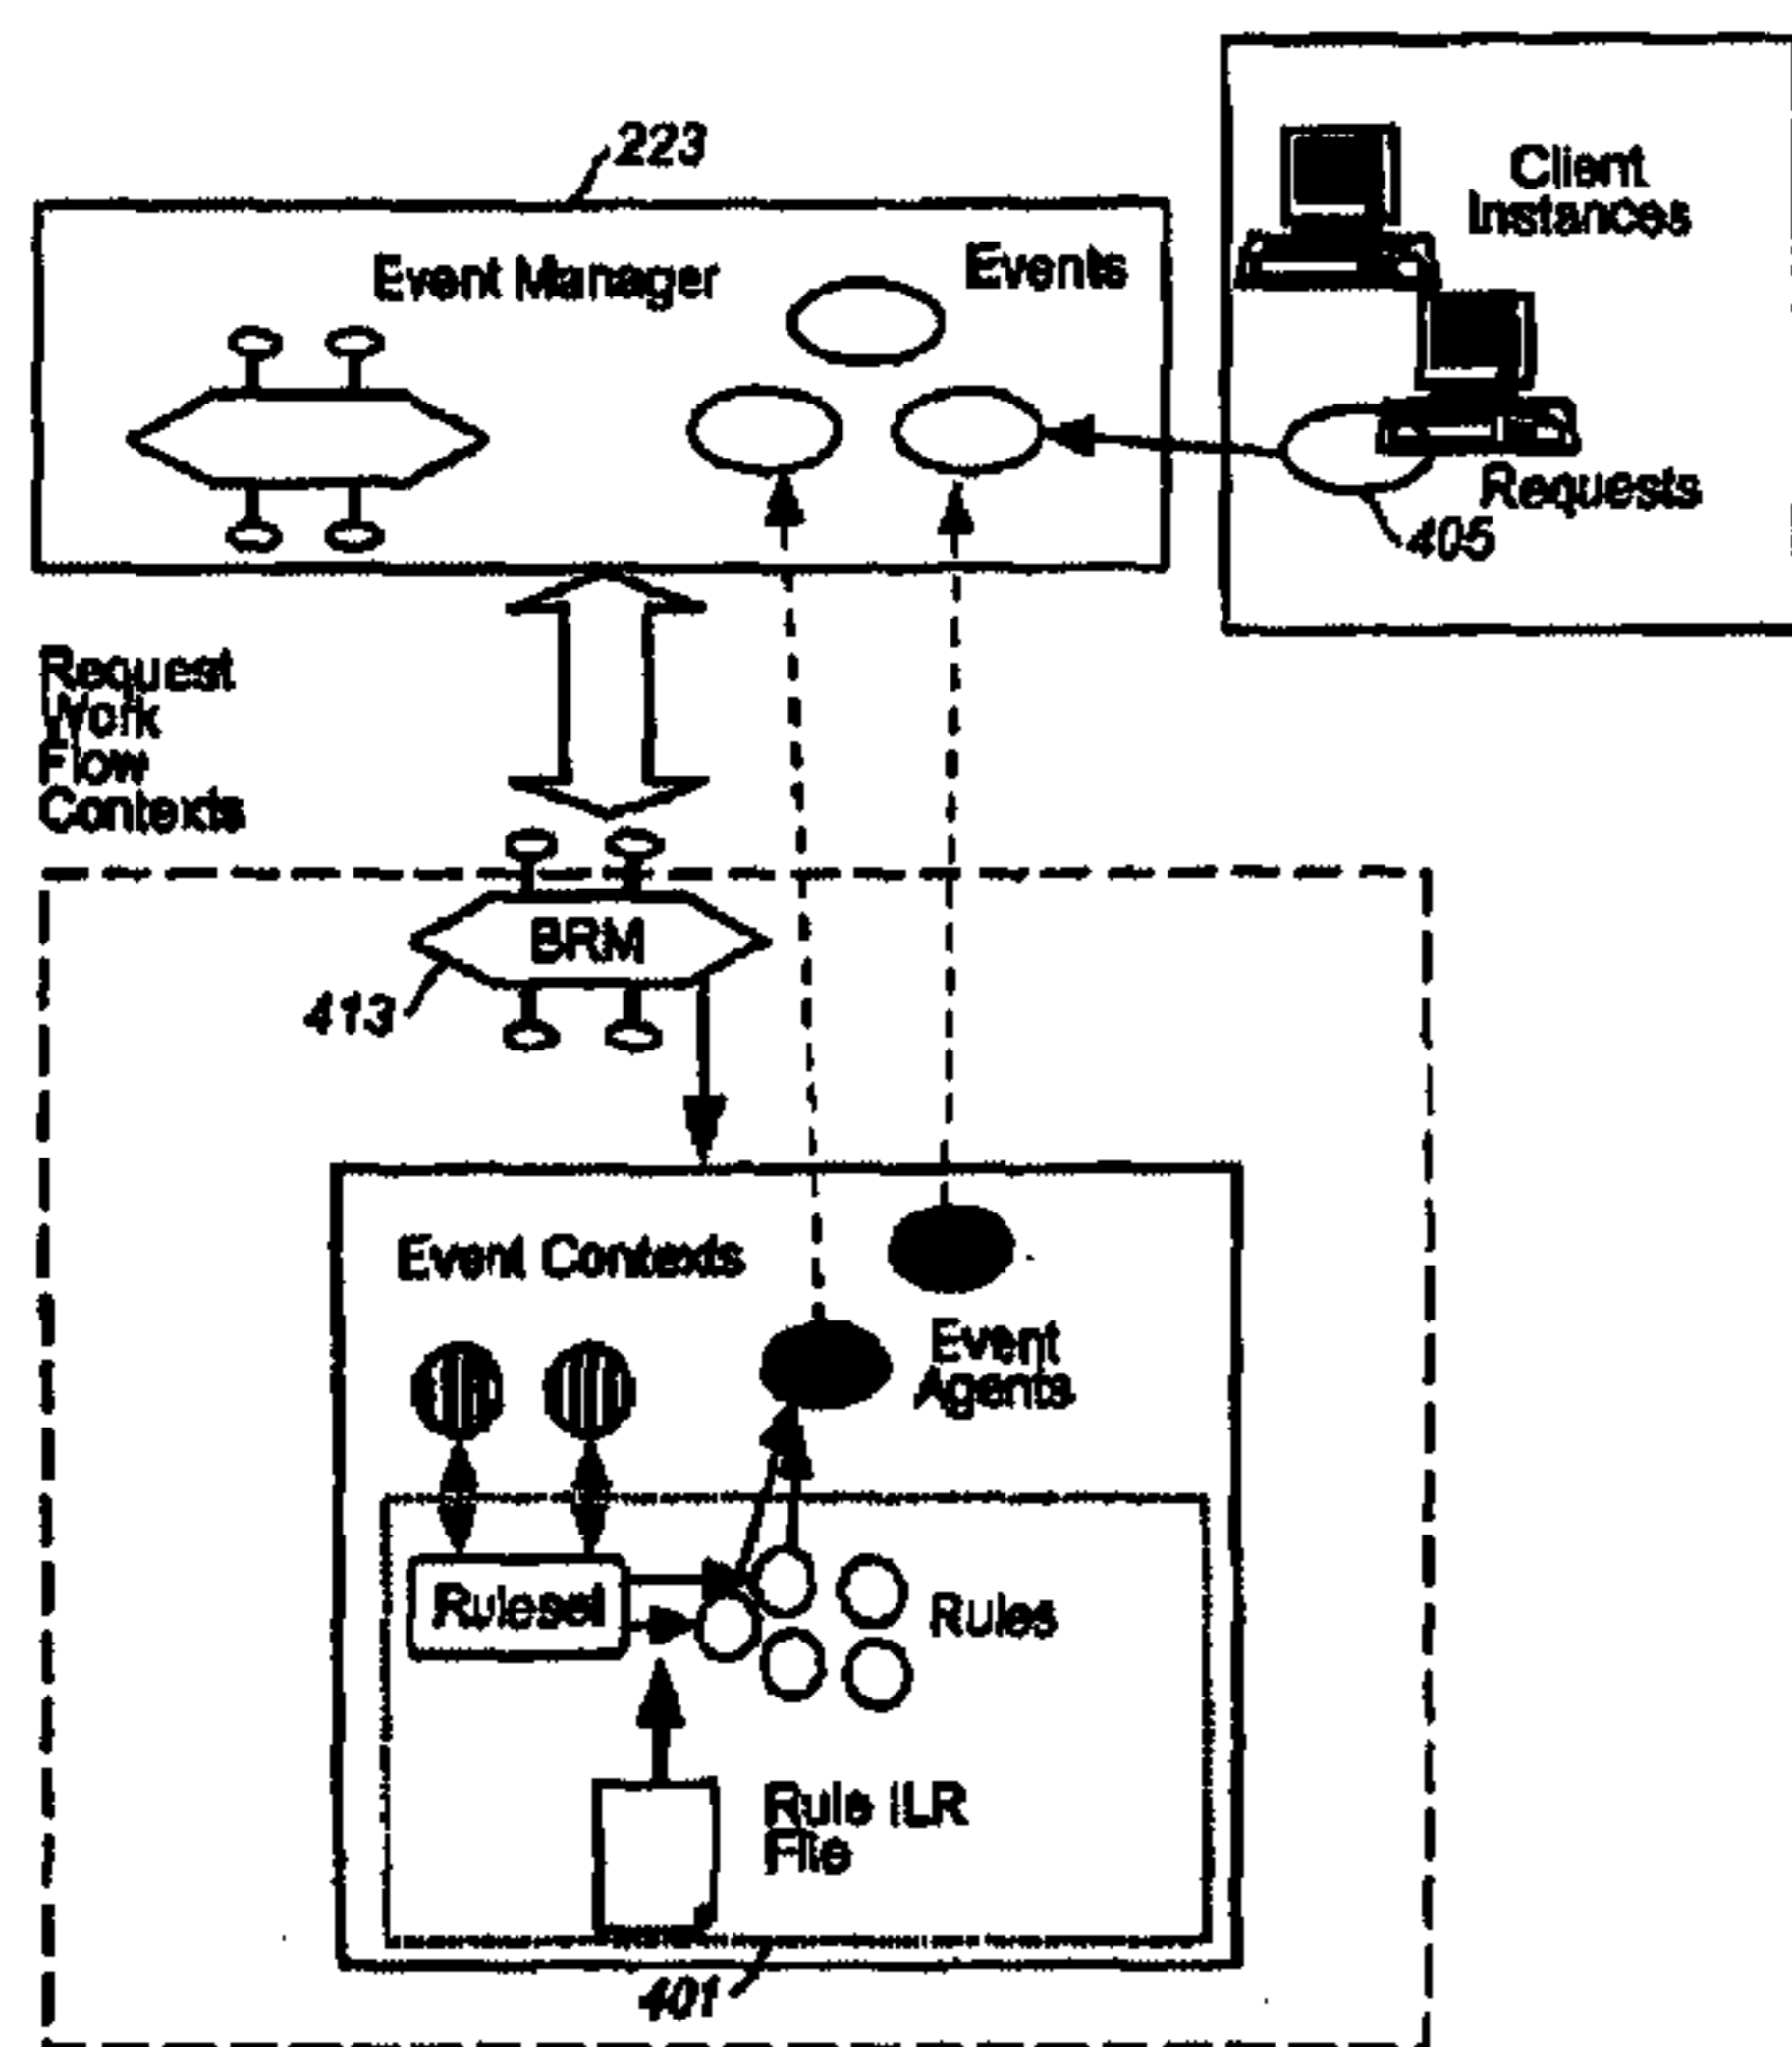 223
Client
Instances
Event Manager
Events
Requests
405
Request
Work
Flow
Contexts
BRM
413
Event Contexts
Event
Agents
Ruleset
Rules
Rule ILR
File
401